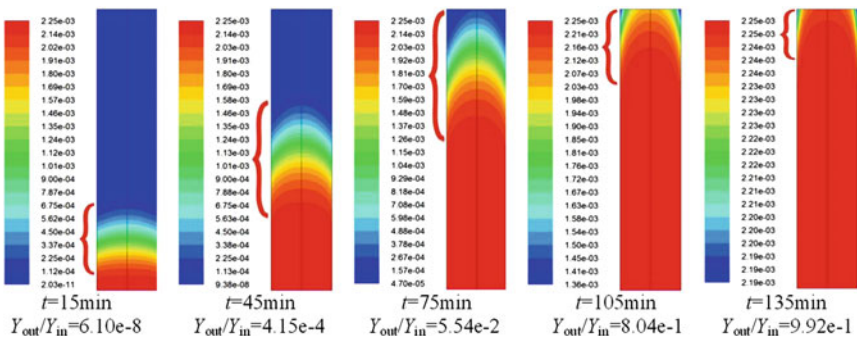 2.25e-03
2.14e-03
2.03e-03
1.91e-03
1.80e-03
1.69e-03
1.57e-03
1.46e-03
1.35e-03
1.24e-03
1.12e-03
1.01e-03
9.00e-04
7.87e-04
6.75e-04
5.62e-04
4.50e-04
3.37e-04
2.25e-04
1.12e-04
2.03e-11
t=15min
Yout/Yin=6.10e-8
2.25e-03
2.14e-03
2.03e-03
1.91e-03
1.80e-03
1.69e-03
1.58e-03
1.46e-03
1.35e-03
1.24e-03
1.13e-03
1.01e-03
9.00e-04
7.88e-04
6.75e-04
5.63e-04
4.50e-04
3.38e-04
2.25e-04
1.13e-04
9.38e-08
t=45min
Yout/Yin=4.15e-4
2.25e-03
2.14e-03
2.03e-03
1.92e-03
1.81e-03
1.70e-03
1.59e-03
1.48e-03
1.37e-03
1.26e-03
1.15e-03
1.04e-03
9.29e-04
9.18e-04
7.08e-04
5.98e-04
4.88e-04
3.78e-04
2.67e-04
1.57e-04
4.70e-05
t=75min
Yout/Yin=5.54e-2
2.25e-03
2.21e-03
2.16e-03
2.12e-03
2.07e-03
2.03e-03
1.98e-03
1.94e-03
1.90e-03
1.85e-03
1.81e-03
1.76e-03
1.72e-03
1.67e-03
1.63e-03
1.58e-03
1.54e-03
1.50e-03
1.45e-03
1.41e-03
1.36e-03
t=105min
Yout/Yin=8.04e-1
2.25e-03
2.25e-03
2.25e-03
2.24e-03
2.24e-03
2.24e-03
2.23e-03
2.23e-03
2.23e-03
2.22e-03
2.22e-03
2.22e-03
2.21e-03
2.21e-03
2.21e-03
2.21e-03
2.20e-03
2.20e-03
2.20e-03
2.19e-03
2.19e-03
t=135min
Yout/Yin=9.92e-1